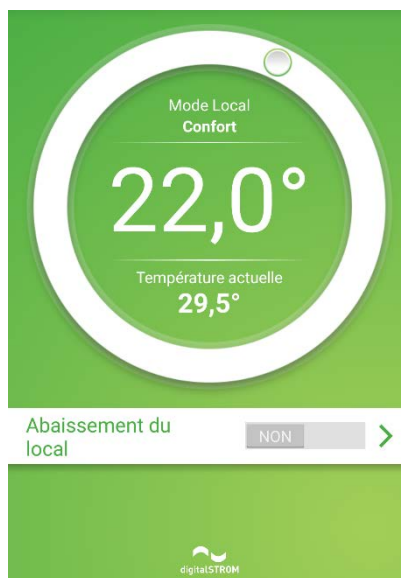 Mode Local
Confort
22,0°
Température actuelle
29,5°
Abaissement du
local
NON
digitalSTROM